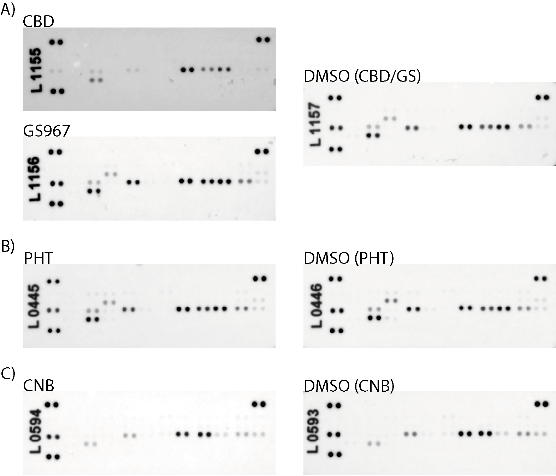 A)
CBD
L 1155
DMSO (CBD/GS)
L 1157
GS967
L 1156
B)
PHT
L 0445
DMSO (PHT)
L 0446
C)
CNB
L 0594
DMSO (CNB)
L 0593